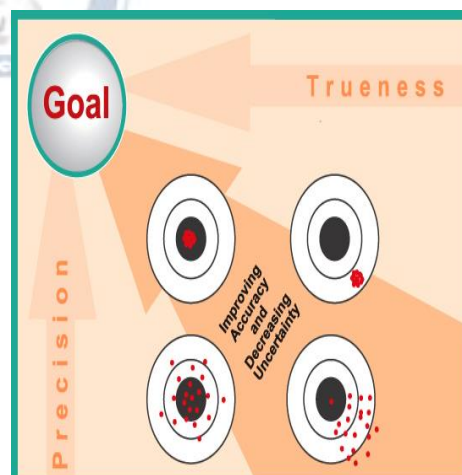 Goal
Trueness
Precision
Improving
Accuracy
and
Decreasing
Uncertainty